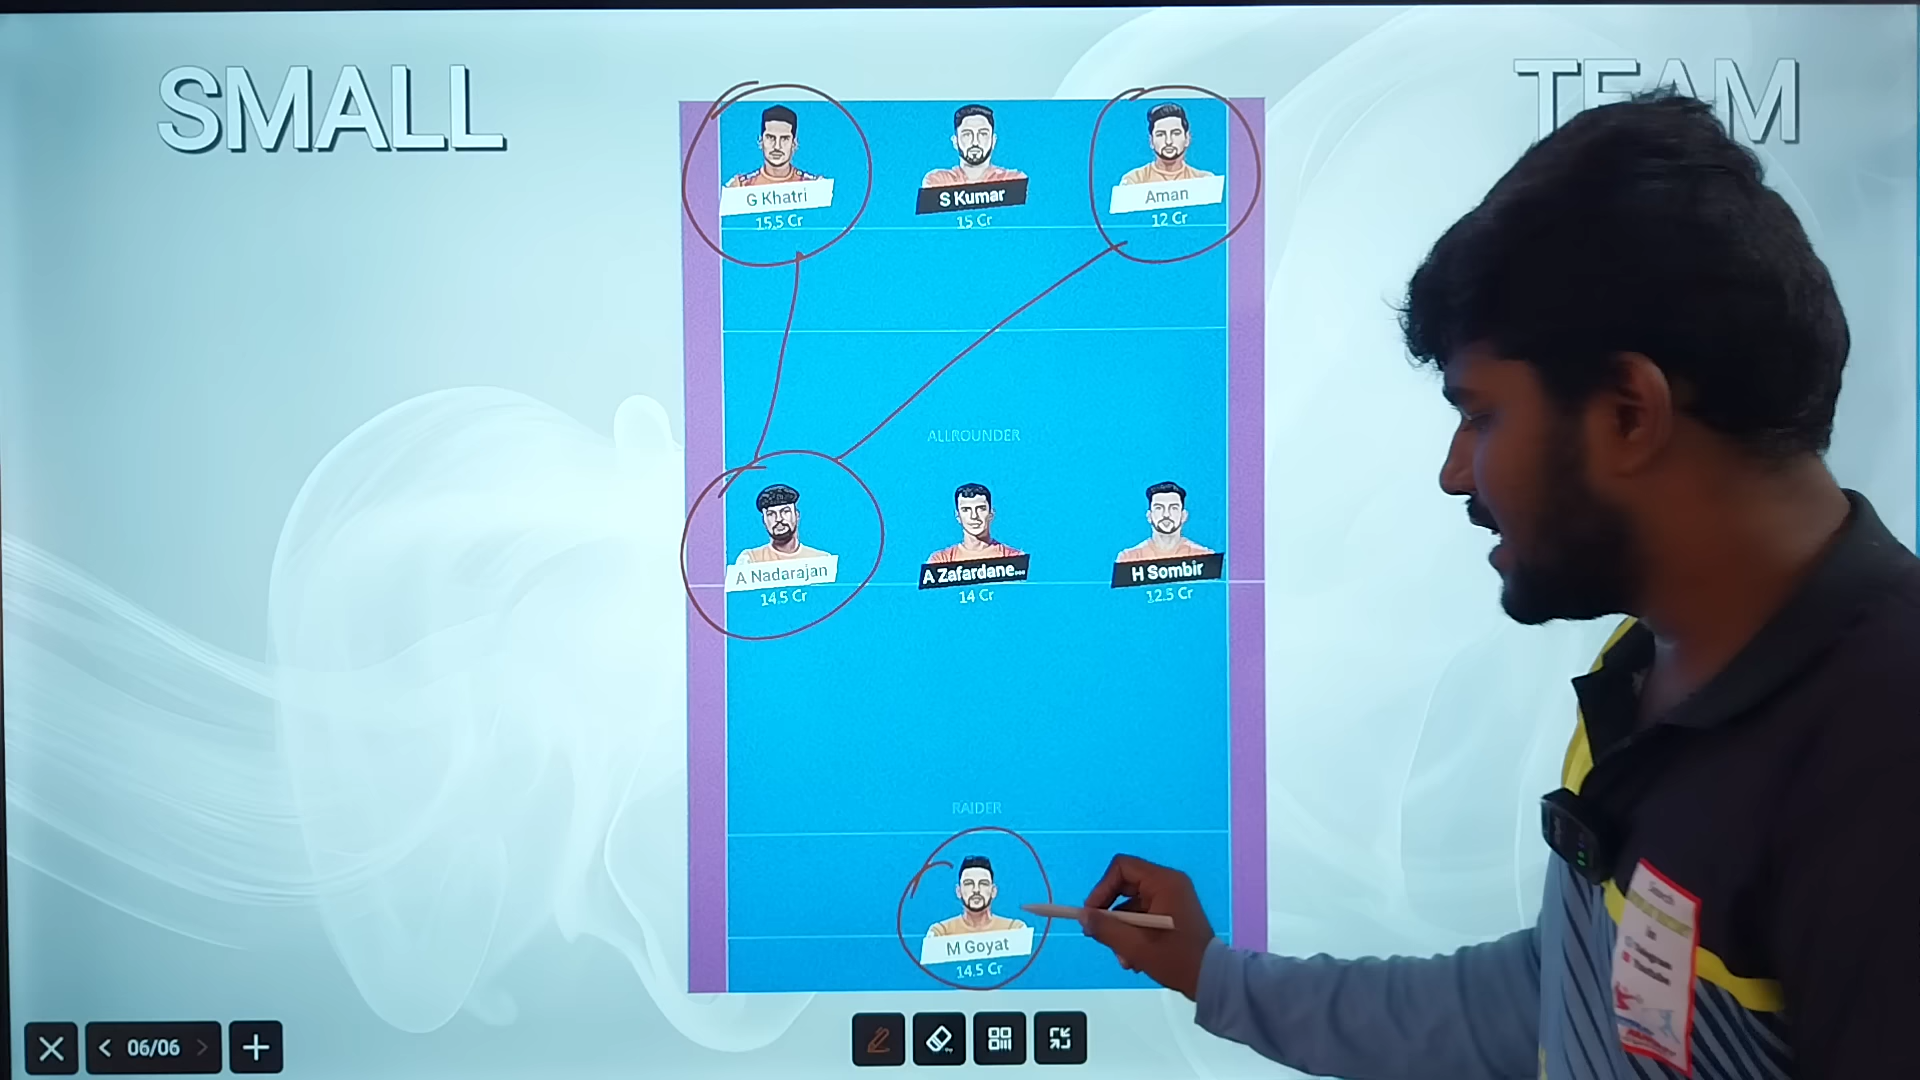 SMALL
TEAM
G Khatri
15.5 Cr
S Kumar
15 Cr
Aman
12 Cr
ALLROUNDER
A Nadarajan
14.5 Cr
A Zafardane...
14 Cr
H Sombir
12.5 Cr
RAIDER
M Goyat
14.5 Cr
06/06
Search